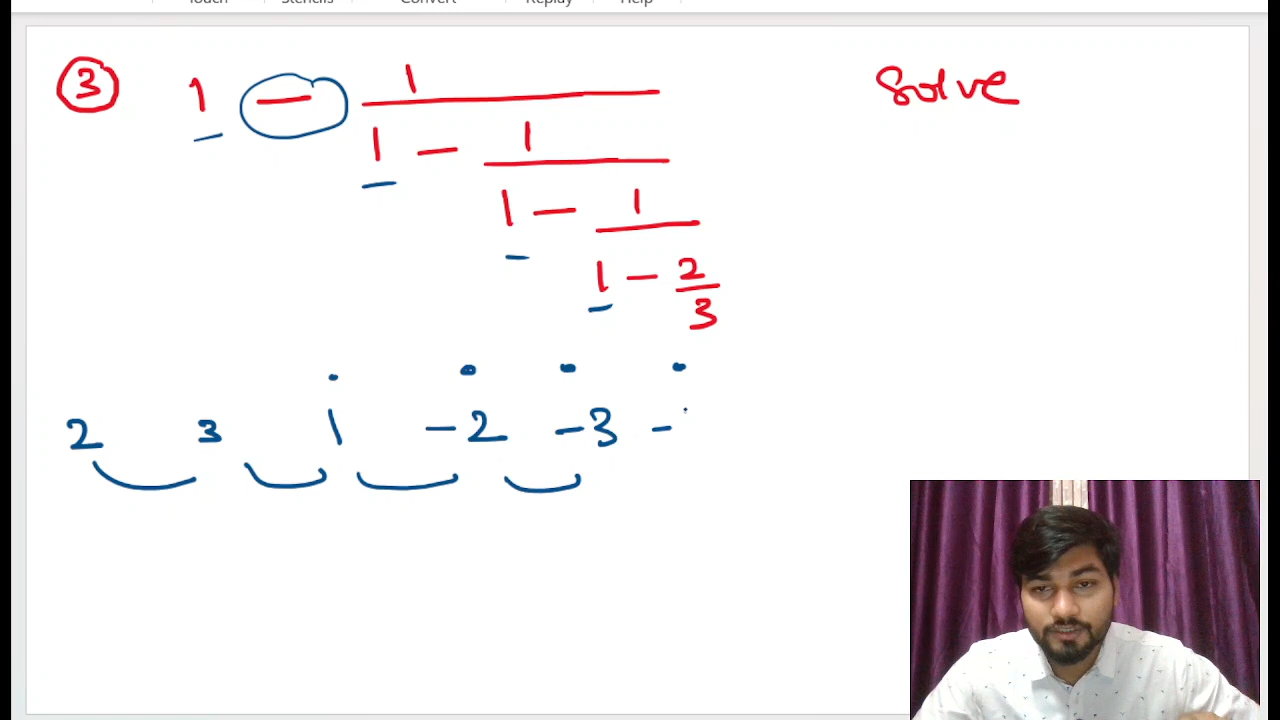 Touch Stencils Convert Replay Help
3 1 - 1 Solve
1 - 1
1 - 1
1 - 2
3
2 3 1 -2 -3 -